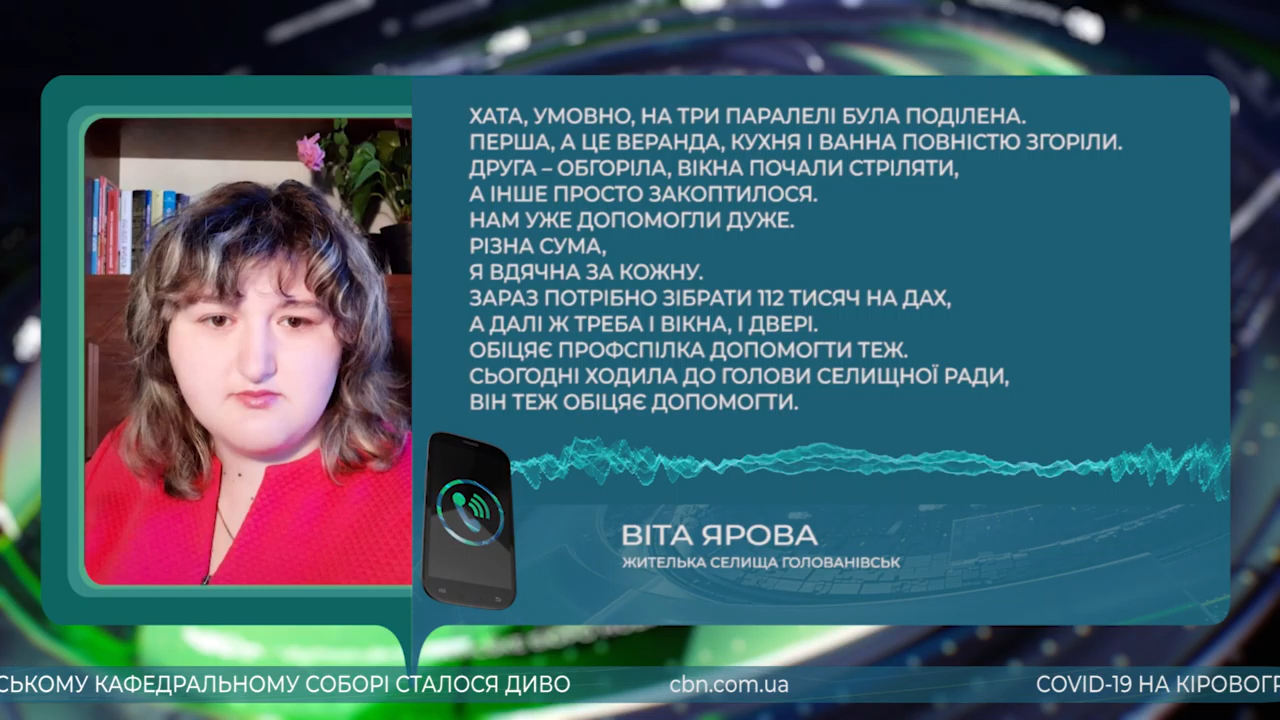 ХАТА, УМОВНО, НА ТРИ ПАРАЛЕЛІ БУЛА ПОДІЛЕНА.
ПЕРША, А ЦЕ ВЕРАНДА, КУХНЯ І ВАННА ПОВНІСТЮ ЗГОРІЛИ.
ДРУГА – ОБГОРІЛА, ВІКНА ПОЧАЛИ СТРІЛЯТИ,
А ІНШЕ ПРОСТО ЗАКОПТИЛОСЯ.
НАМ УЖЕ ДОПОМОГЛИ ДУЖЕ.
РІЗНА СУМА,
Я ВДЯЧНА ЗА КОЖНУ.
ЗАРАЗ ПОТРІБНО ЗІБРАТИ 112 ТИСЯЧ НА ДАХ,
А ДАЛІ Ж ТРЕБА І ВІКНА, І ДВЕРІ.
ОБІЦЯЄ ПРОФСПІЛКА ДОПОМОГТИ ТЕЖ.
СЬОГОДНІ ХОДИЛА ДО ГОЛОВИ СЕЛИЩНОЇ РАДИ,
ВІН ТЕЖ ОБІЦЯЄ ДОПОМОГТИ.
ВІТА ЯРОВА
ЖИТЕЛЬКА СЕЛИЩА ГОЛОВАНІВСЬК
СЬКОМУ КАФЕДРАЛЬНОМУ СОБОРІ СТАЛОСЯ ДИВО cbn.com.ua COVID-19 НА КІРОВОГР